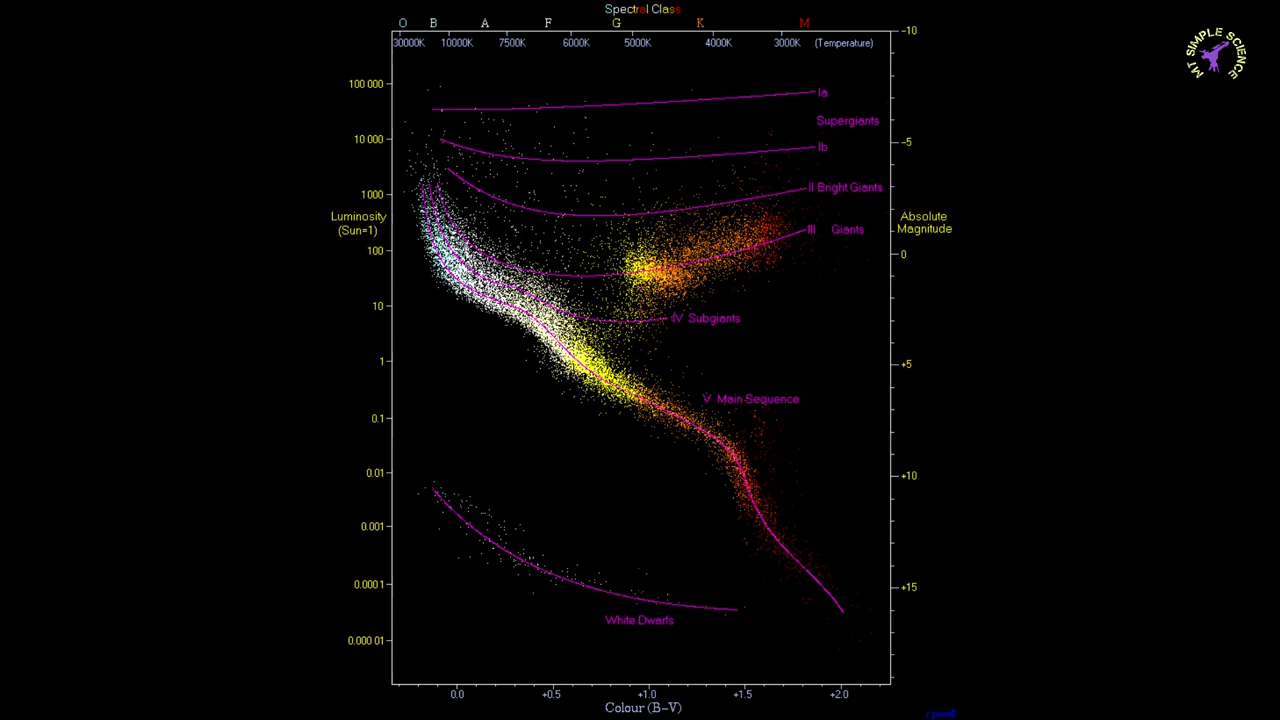 Spectral Class
O B A F G K M
30000K 10000K 7500K 6000K 5000K 4000K 3000K (Temperature)
-10
MT SIMPLE SCIENCE
100 000
Ia
Supergiants
10 000
-5
Ib
1000
II Bright Giants
Luminosity
(Sun=1)
Absolute
Magnitude
III Giants
100
0
10
IV Subgiants
1
+5
V Main Sequence
0.1
0.01
+10
0.001
0.0001
+15
White Dwarfs
0.000 01
0.0 +0.5 +1.0 +1.5 +2.0
Colour (B-V)